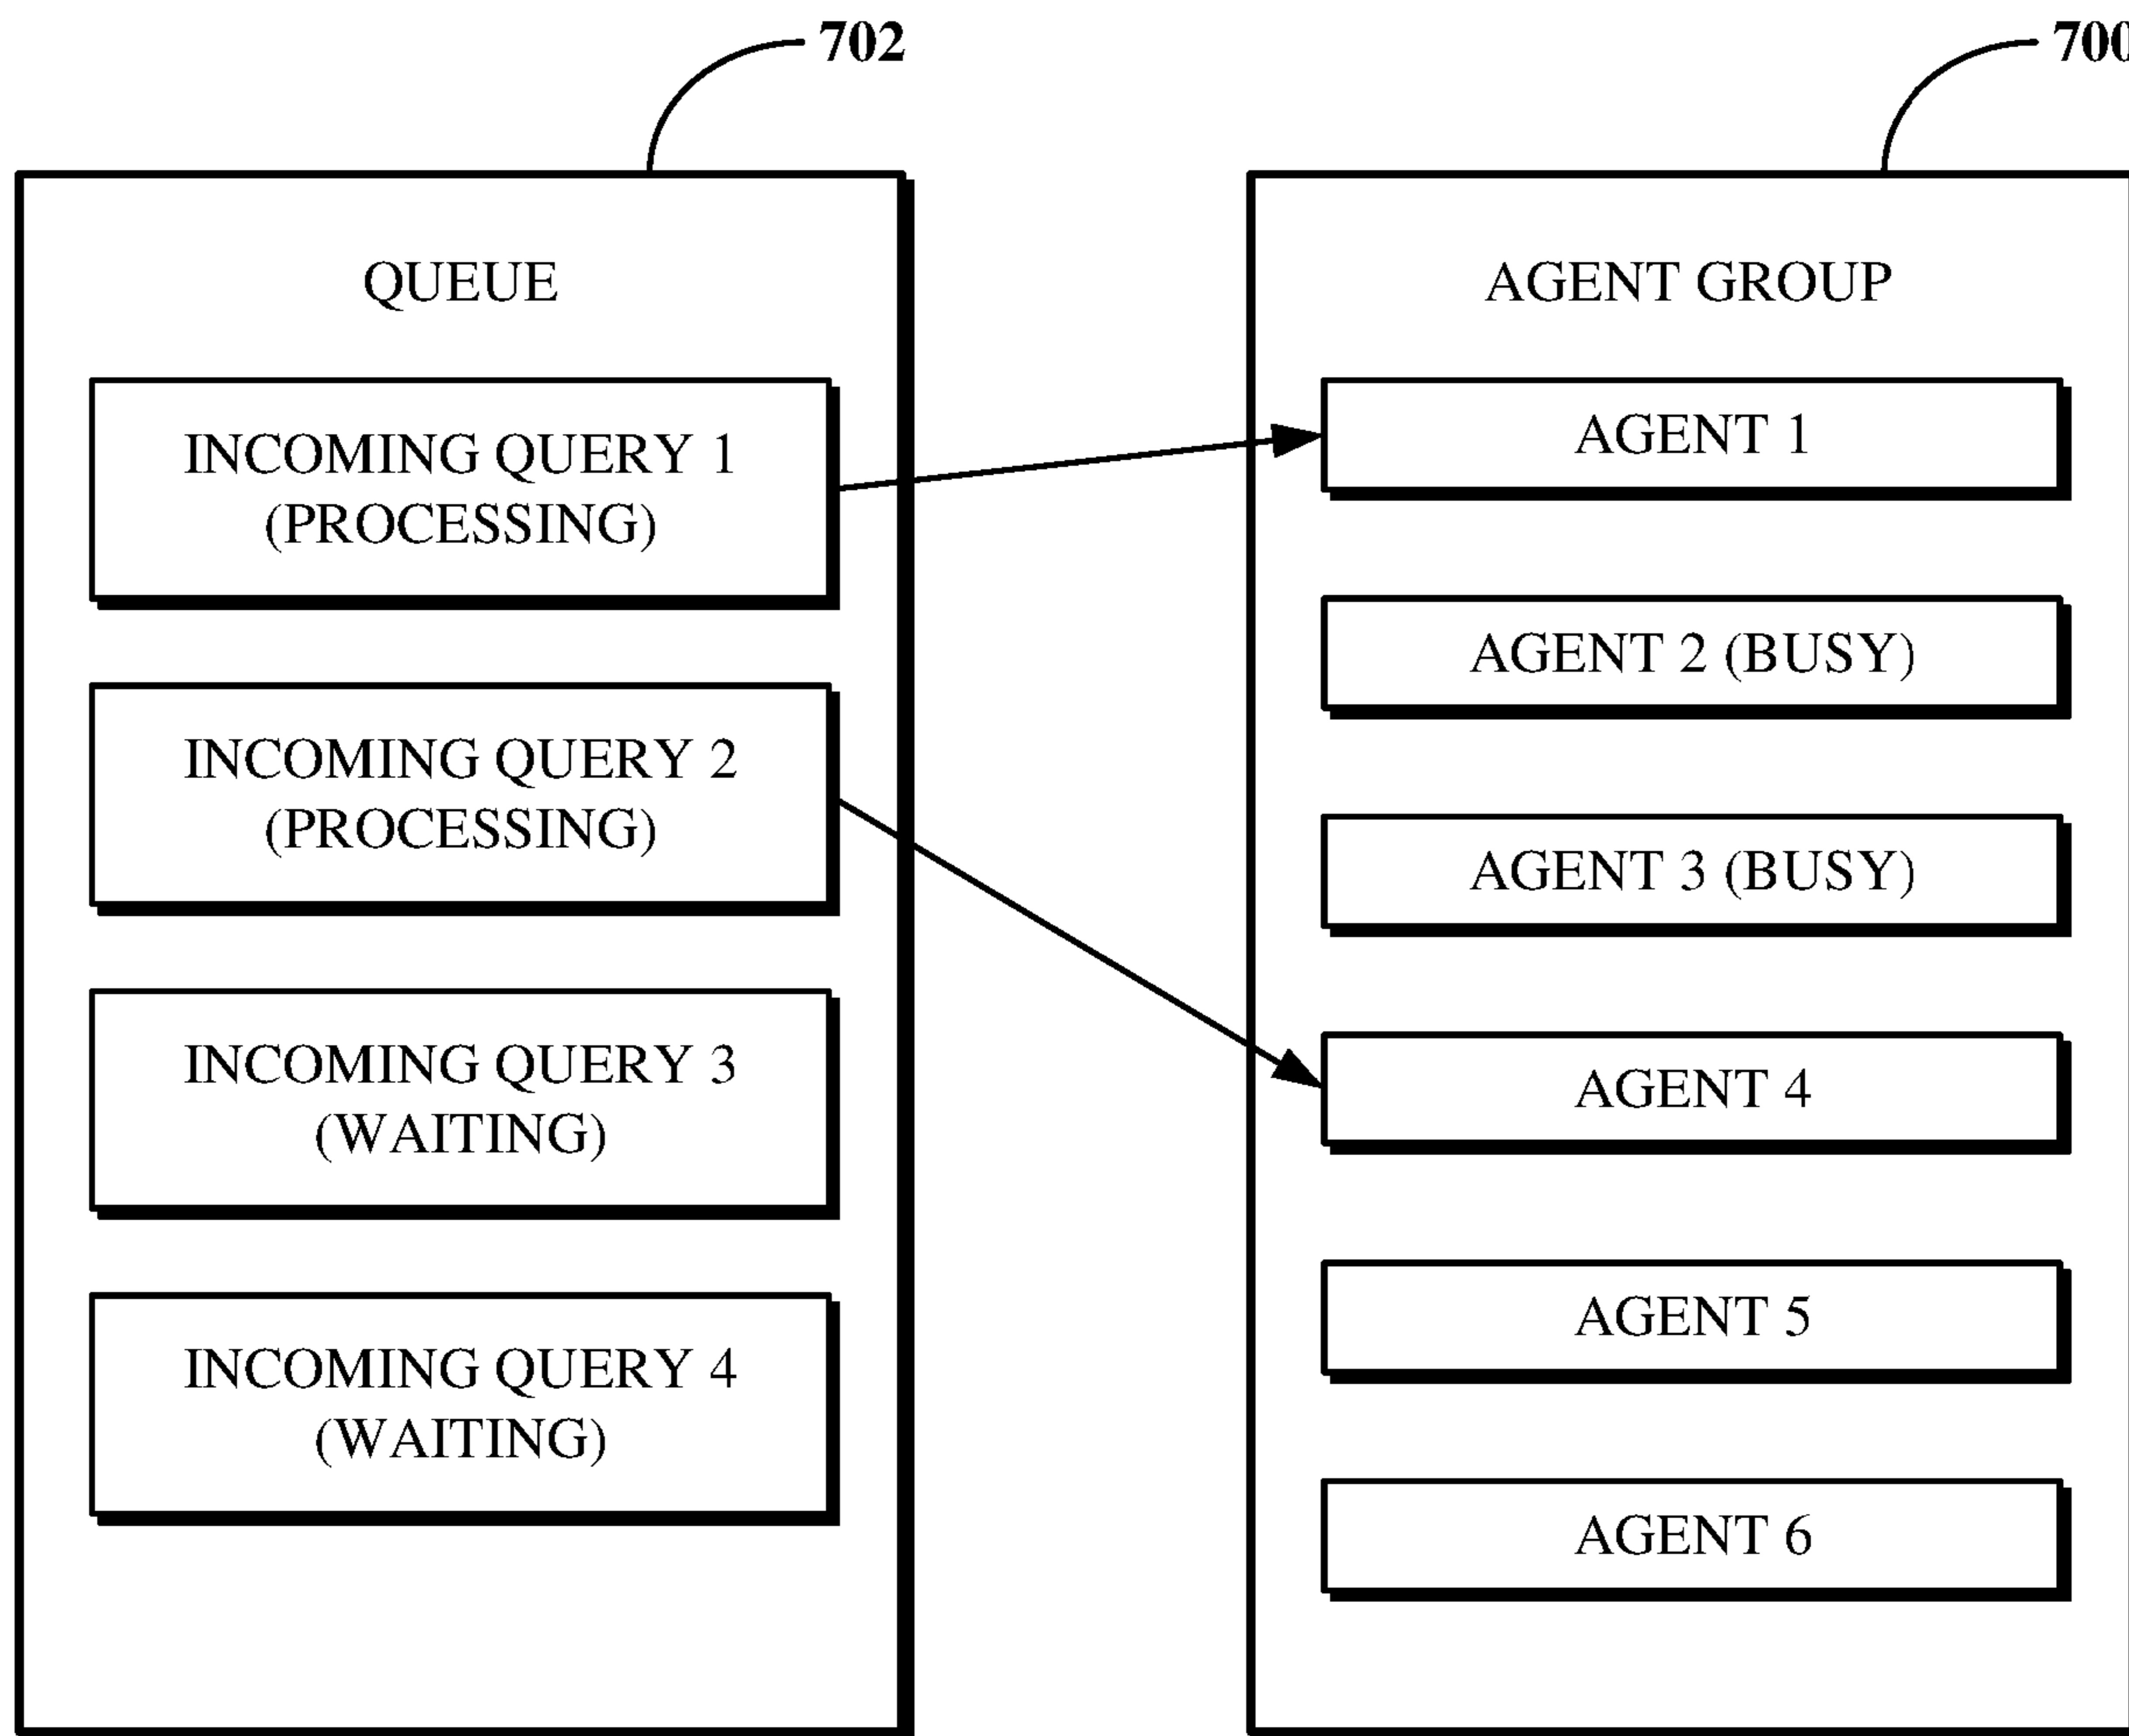 702
700
QUEUE
INCOMING QUERY 1
(PROCESSING)
INCOMING QUERY 2
(PROCESSING)
INCOMING QUERY 3
(WAITING)
INCOMING QUERY 4
(WAITING)
AGENT GROUP
AGENT 1
AGENT 2 (BUSY)
AGENT 3 (BUSY)
AGENT 4
AGENT 5
AGENT 6